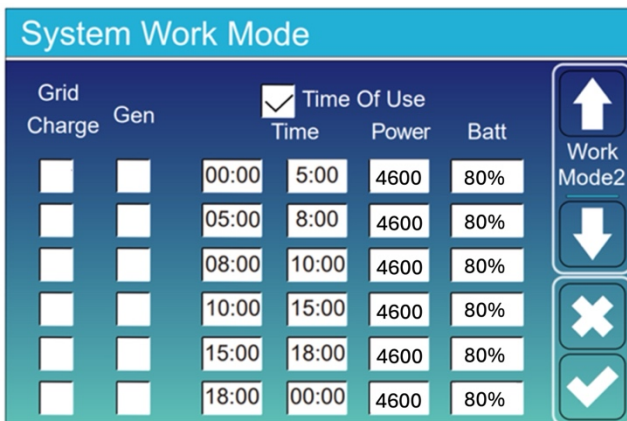 System Work Mode
Grid Charge
Gen
Time Of Use
Time Power Batt
00:00 5:00 4600 80%
05:00 8:00 4600 80%
08:00 10:00 4600 80%
10:00 15:00 4600 80%
15:00 18:00 4600 80%
18:00 00:00 4600 80%
Work
Mode2